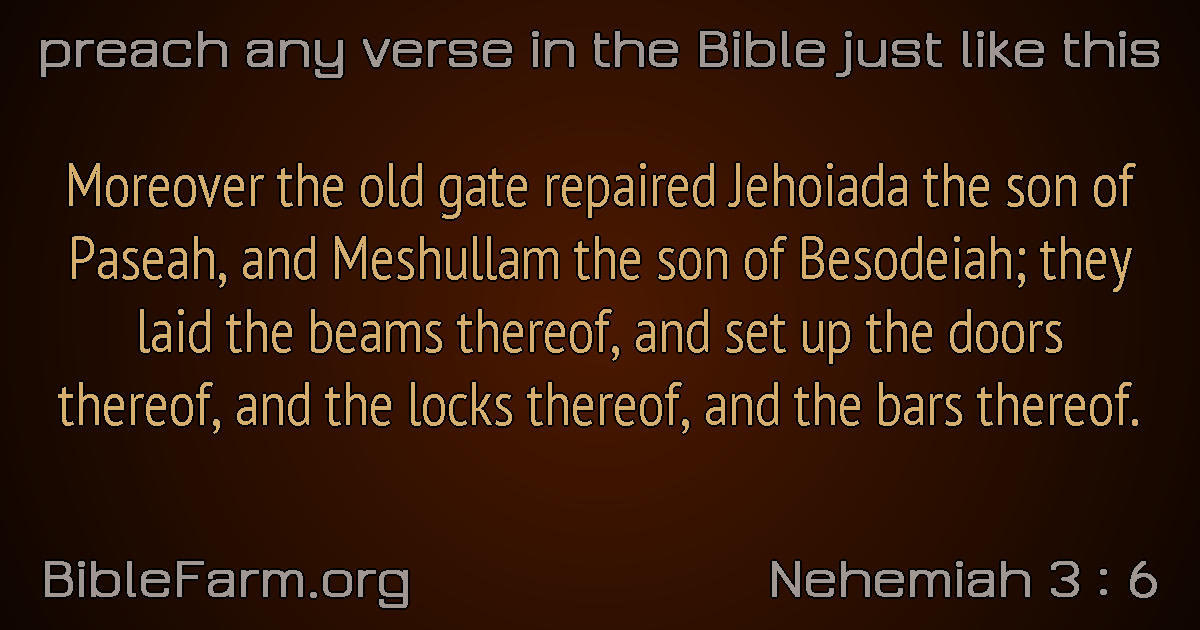 preach any verse in the Bible just like this
Moreover the old gate repaired Jehoiada the son of
Paseah, and Meshullam the son of Besodeiah; they
laid the beams thereof, and set up the doors
thereof, and the locks thereof, and the bars thereof.
BibleFarm.org
Nehemiah 3 : 6